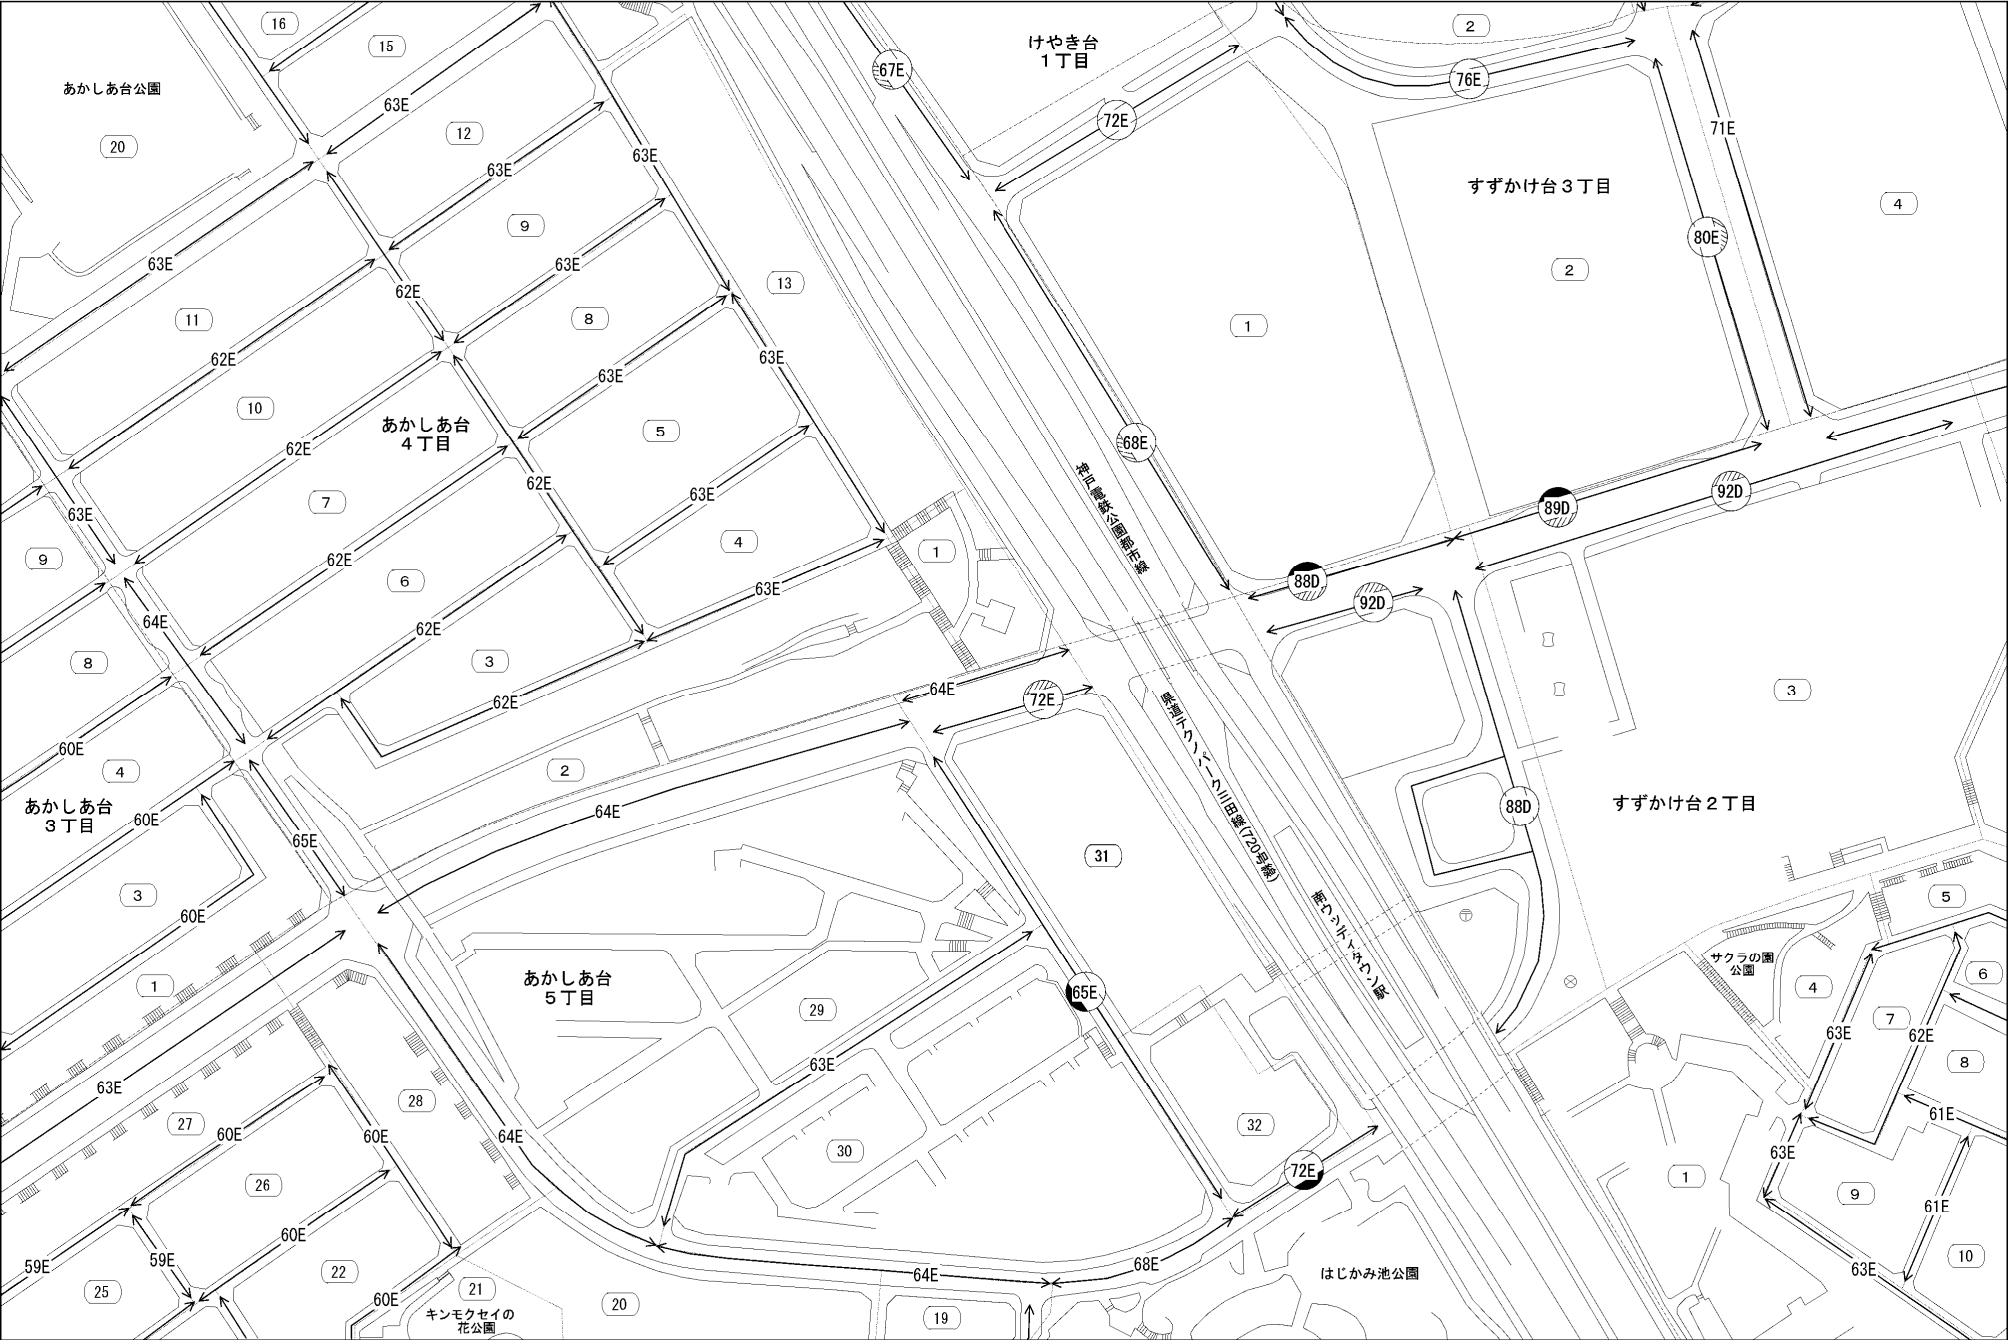 16
15
あかしあ台公園
20
63E
12
63E
63E
67E
けやき台
1丁目
72E
2
76E
71E
すずかけ台3丁目
4
80E
2
9
63E
63E
62E
13
11
8
1
62E
63E
63E
10
あかしあ台
4丁目
5
62E
68E
神戸電鉄公園都市線
7
62E
63E
63E
92D
89D
9
62E
4
1
6
63E
88D
92D
64E
62E
8
3
62E
64E
72E
3
県道テクノパーク三田線(720号線)
60E
4
2
あかしあ台
3丁目
60E
64E
65E
88D
すずかけ台2丁目
31
3
60E
南ウッディタウン駅
5
サクラの園
公園
あかしあ台
5丁目
1
65E
4
6
29
7
63E
62E
63E
63E
8
28
27
60E
60E
64E
30
32
61E
72E
63E
26
1
9
60E
61E
59E
59E
25
22
21
60E
キンモクセイの
花公園
20
64E
68E
19
はじかみ池公園
63E
10